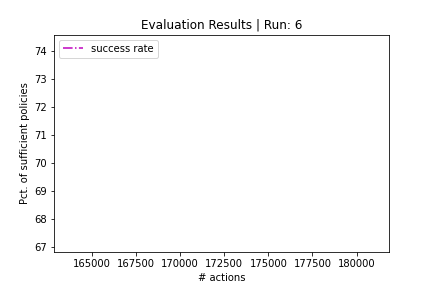 Evaluation Results | Run: 6
success rate
Pct. of sufficient policies
74
73
72
71
70
69
68
67
165000 167500 170000 172500 175000 177500 180000
# actions